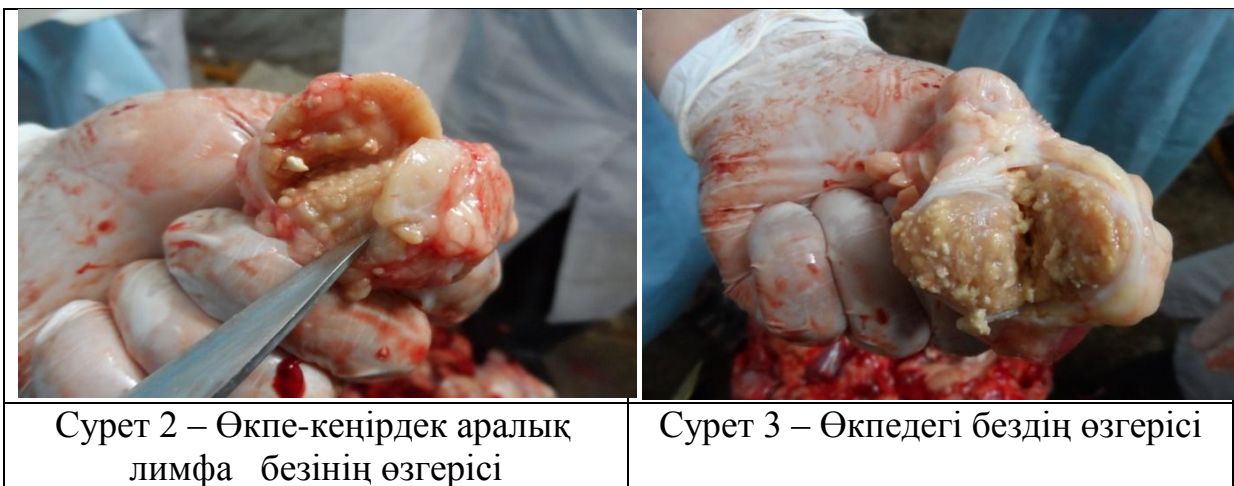 Сурет 2 – Өкпе-кеңірдек аралық
лимфа безінің өзгерісі
Сурет 3 – Өкпедегі бездің өзгерісі